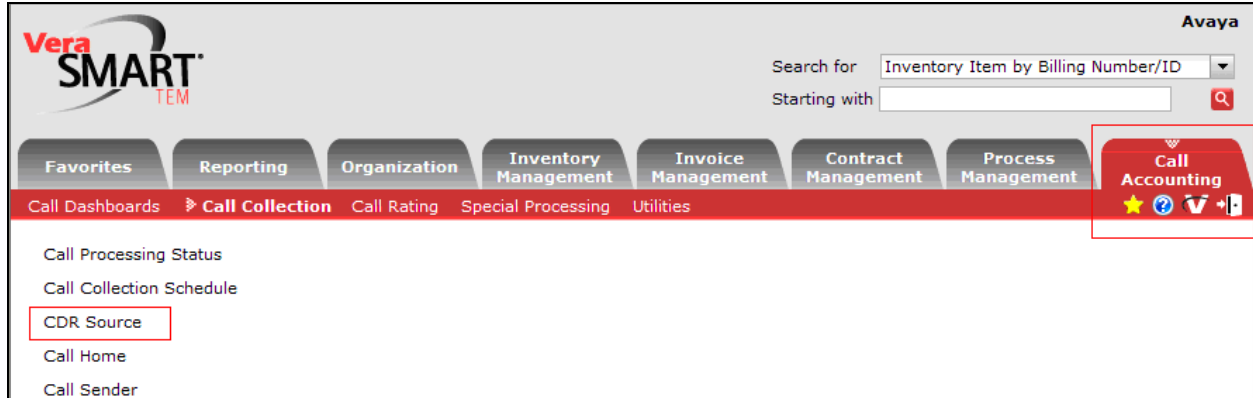 Avaya
Vera
SMART
TEM
Search for Inventory Item by Billing Number/ID
Starting with
Favorites Reporting Organization Inventory Management Invoice Management Contract Management Process Management Call Accounting
Call Dashboards Call Collection Call Rating Special Processing Utilities
Call Processing Status
Call Collection Schedule
CDR Source
Call Home
Call Sender